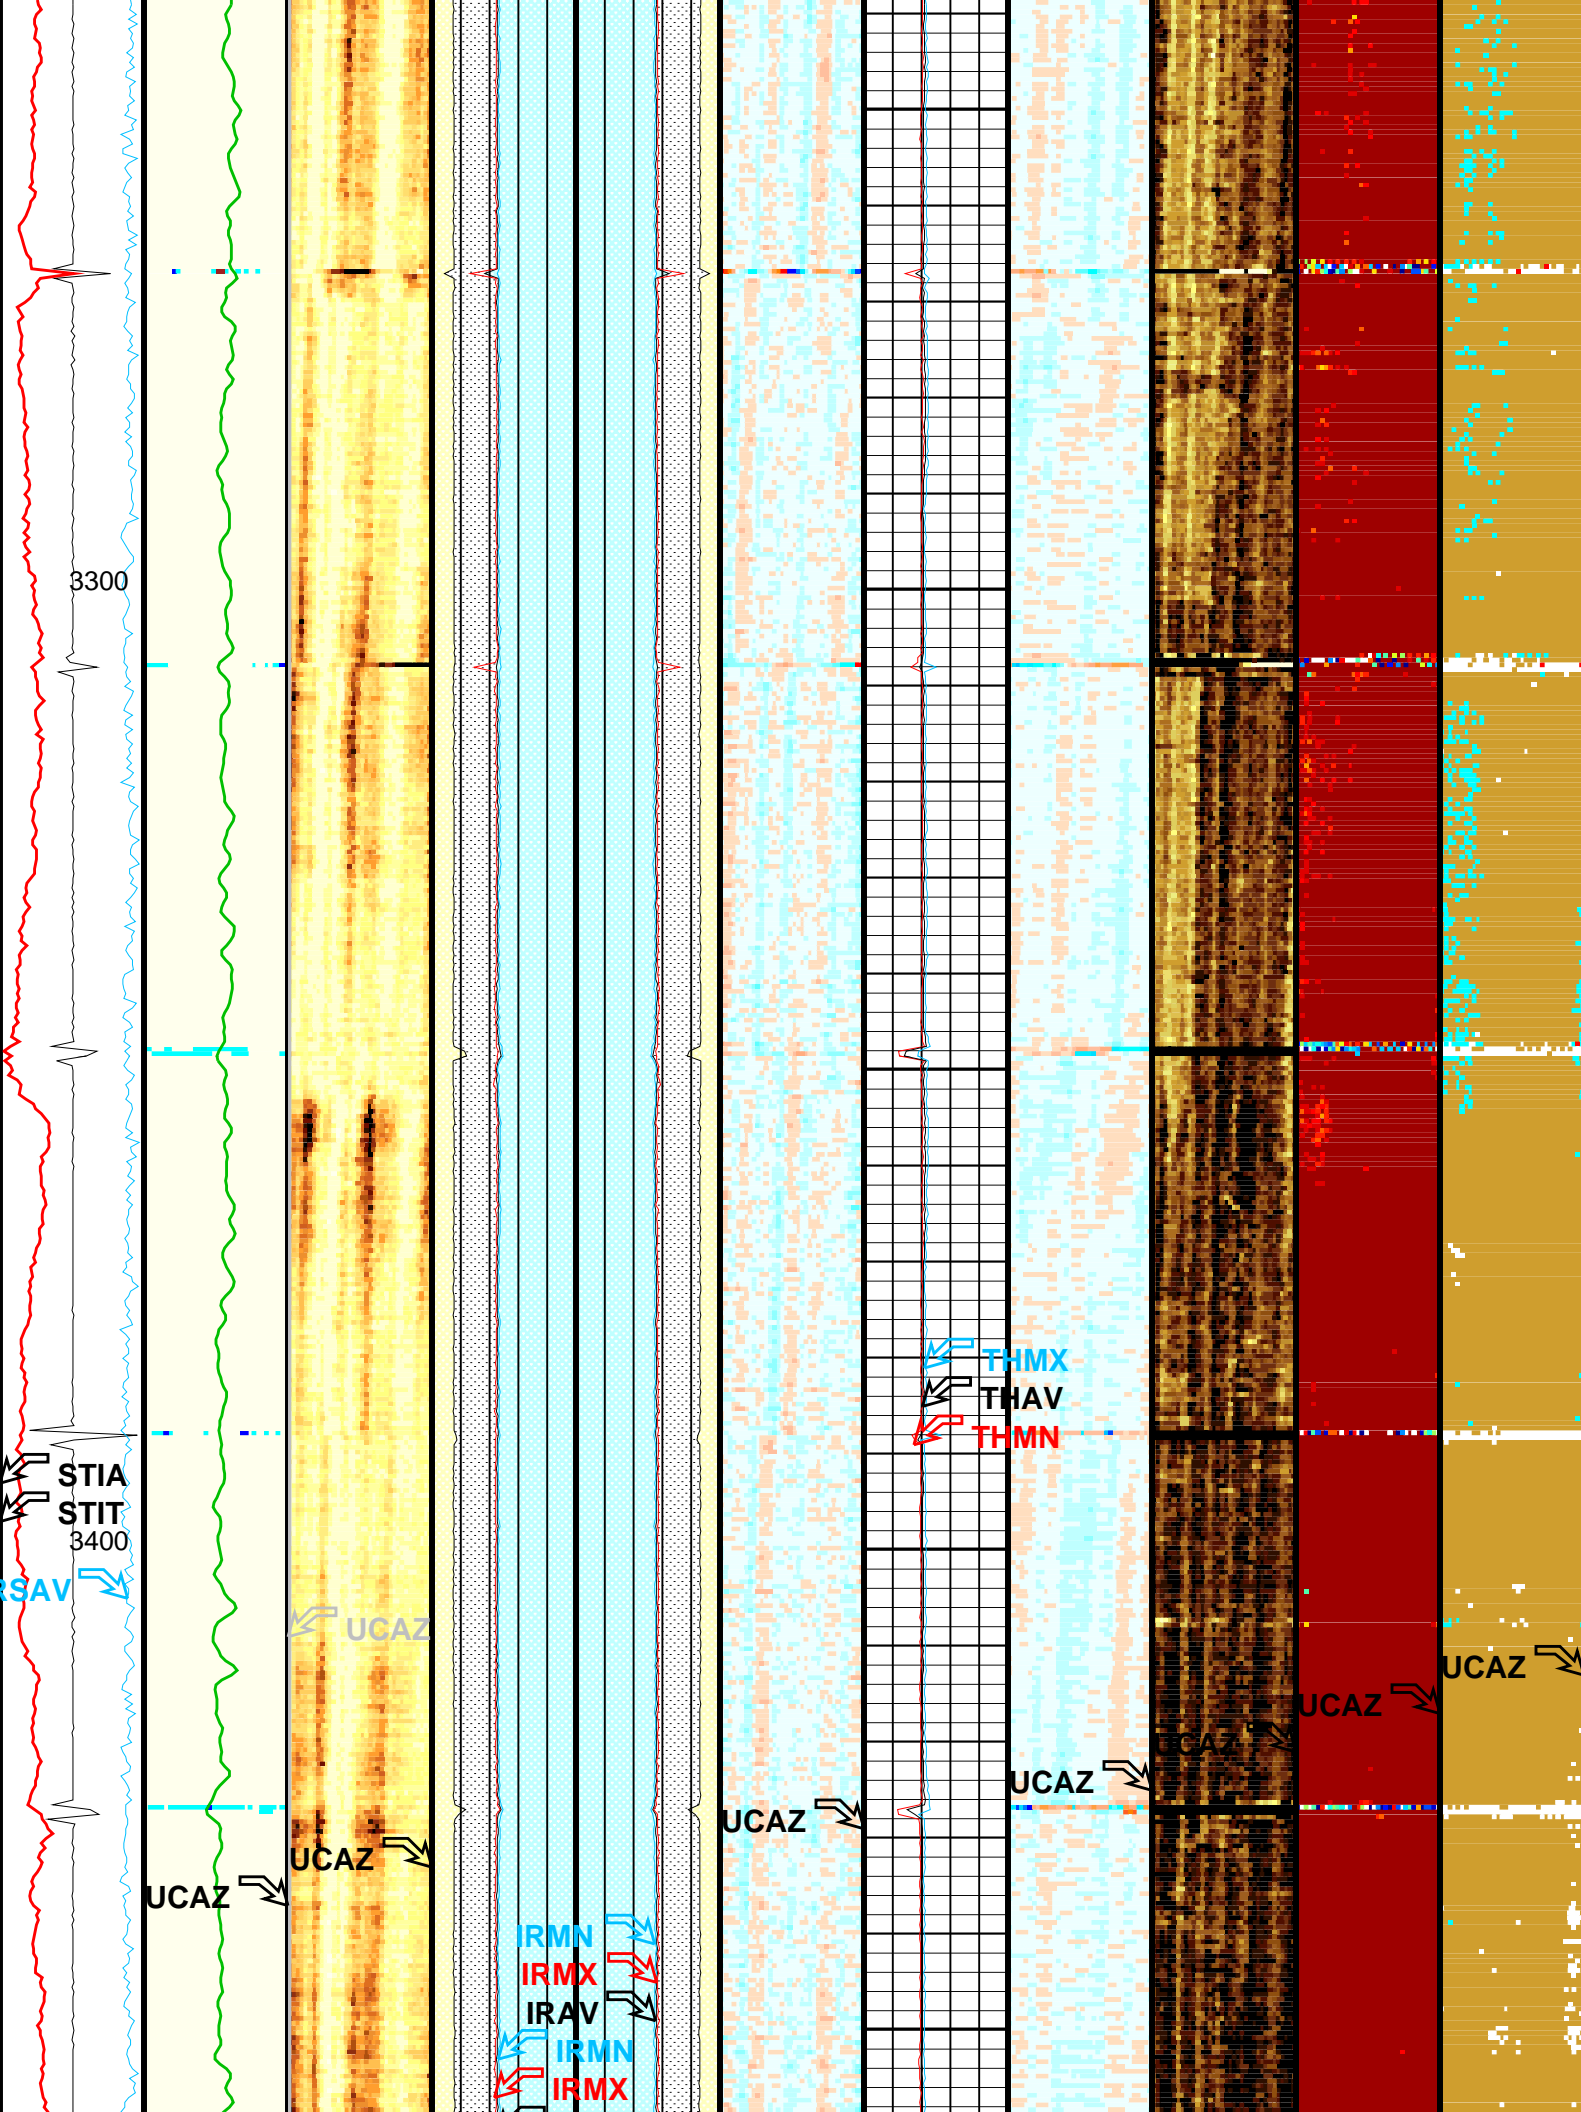 3300
THMX
THAV
THMN
STIA
STIT
3400
RSAV
UCAZ
UCAZ
UCAZ
UCAZ
UCAZ
UCAZ
UCAZ
UCAZ
IRMN
IRMX
IRAV
IRMN
IRMX